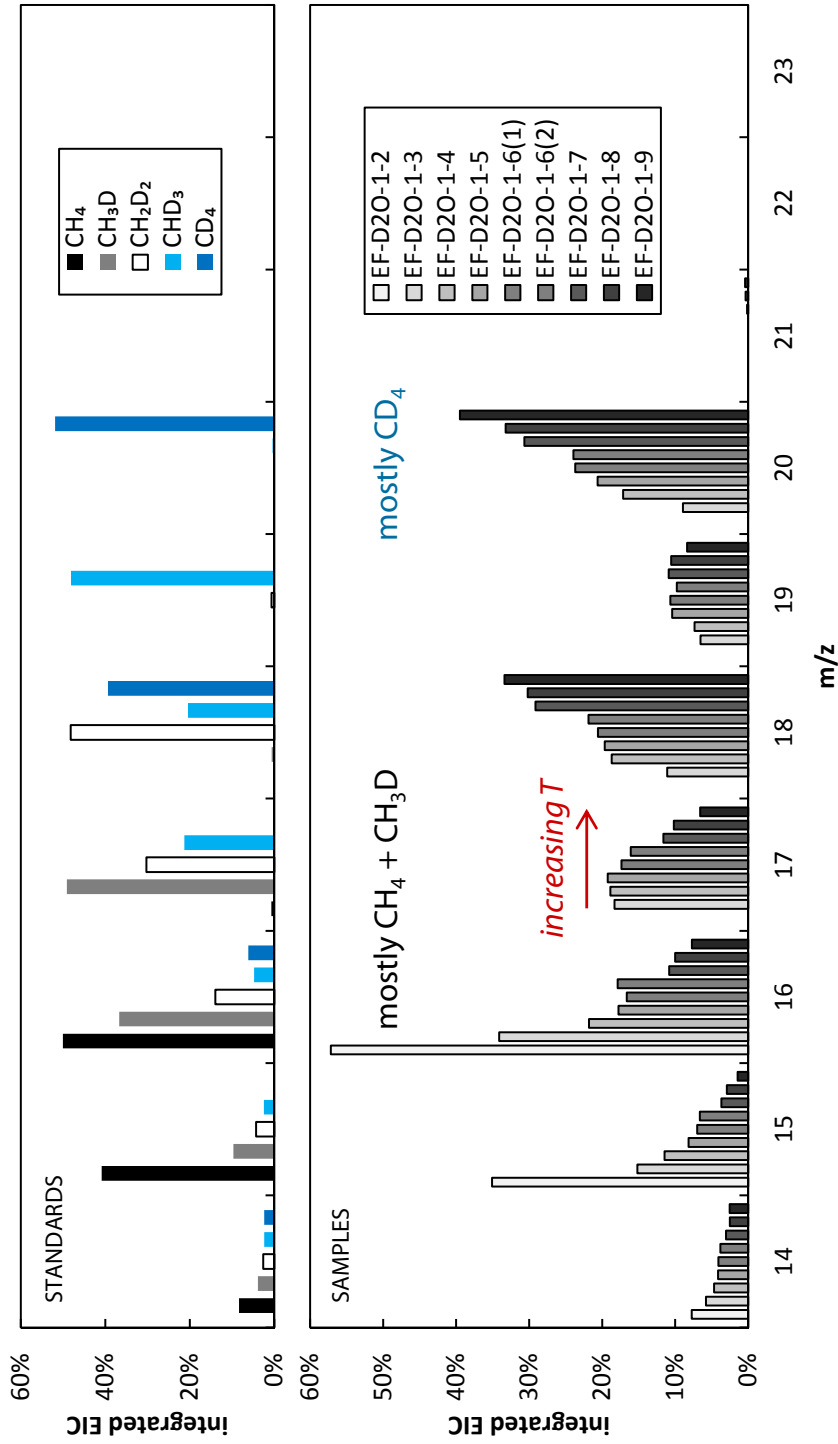 60%
40%
20%
0%
integrated EIC
STANDARDS
CH₄
CH₃D
CH₂D₂
CHD₃
CD₄
60%
50%
40%
30%
20%
10%
0%
integrated EIC
SAMPLES
mostly CH₄ + CH₃D
mostly CD₄
increasing T
EF-D2O-1-2
EF-D2O-1-3
EF-D2O-1-4
EF-D2O-1-5
EF-D2O-1-6(1)
EF-D2O-1-6(2)
EF-D2O-1-7
EF-D2O-1-8
EF-D2O-1-9
14 15 16 17 18 19 20 21 22 23
m/z